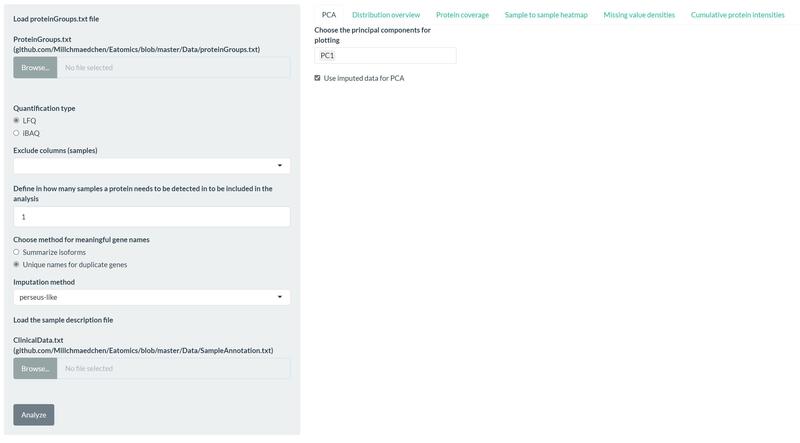 Load proteinGroups.txt file
ProteinGroups.txt
(github.com/Millchmaedchen/Eatomics/blob/master/Data/proteinGroups.txt)
Browse... No file selected
Quantification type
LFQ
iBAQ
Exclude columns (samples)
Define in how many samples a protein needs to be detected in to be included in the
analysis
1
Choose method for meaningful gene names
Summarize isoforms
Unique names for duplicate genes
Imputation method
perseus-like
Load the sample description file
ClinicalData.txt
(github.com/Millchmaedchen/Eatomics/blob/master/Data/SampleAnnotation.txt)
Browse... No file selected
Analyze
PCA Distribution overview Protein coverage Sample to sample heatmap Missing value densities Cumulative protein intensities
Choose the principal components for
plotting
PC1
Use imputed data for PCA